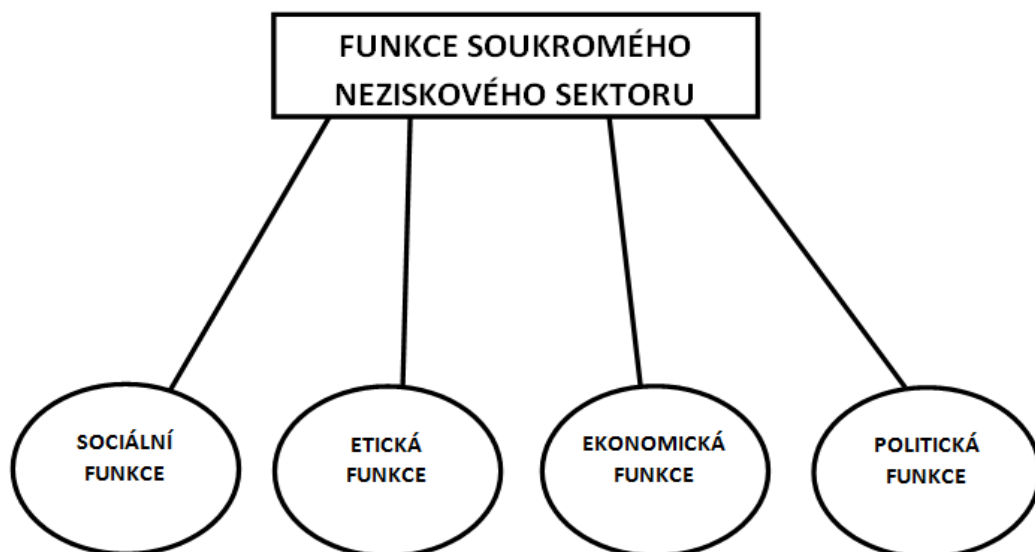 FUNKCE SOUKROMÉHO
NEZISKOVÉHO SEKTORU
SOCIÁLNÍ
FUNKCE
ETICKÁ
FUNKCE
EKONOMICKÁ
FUNKCE
POLITICKÁ
FUNKCE